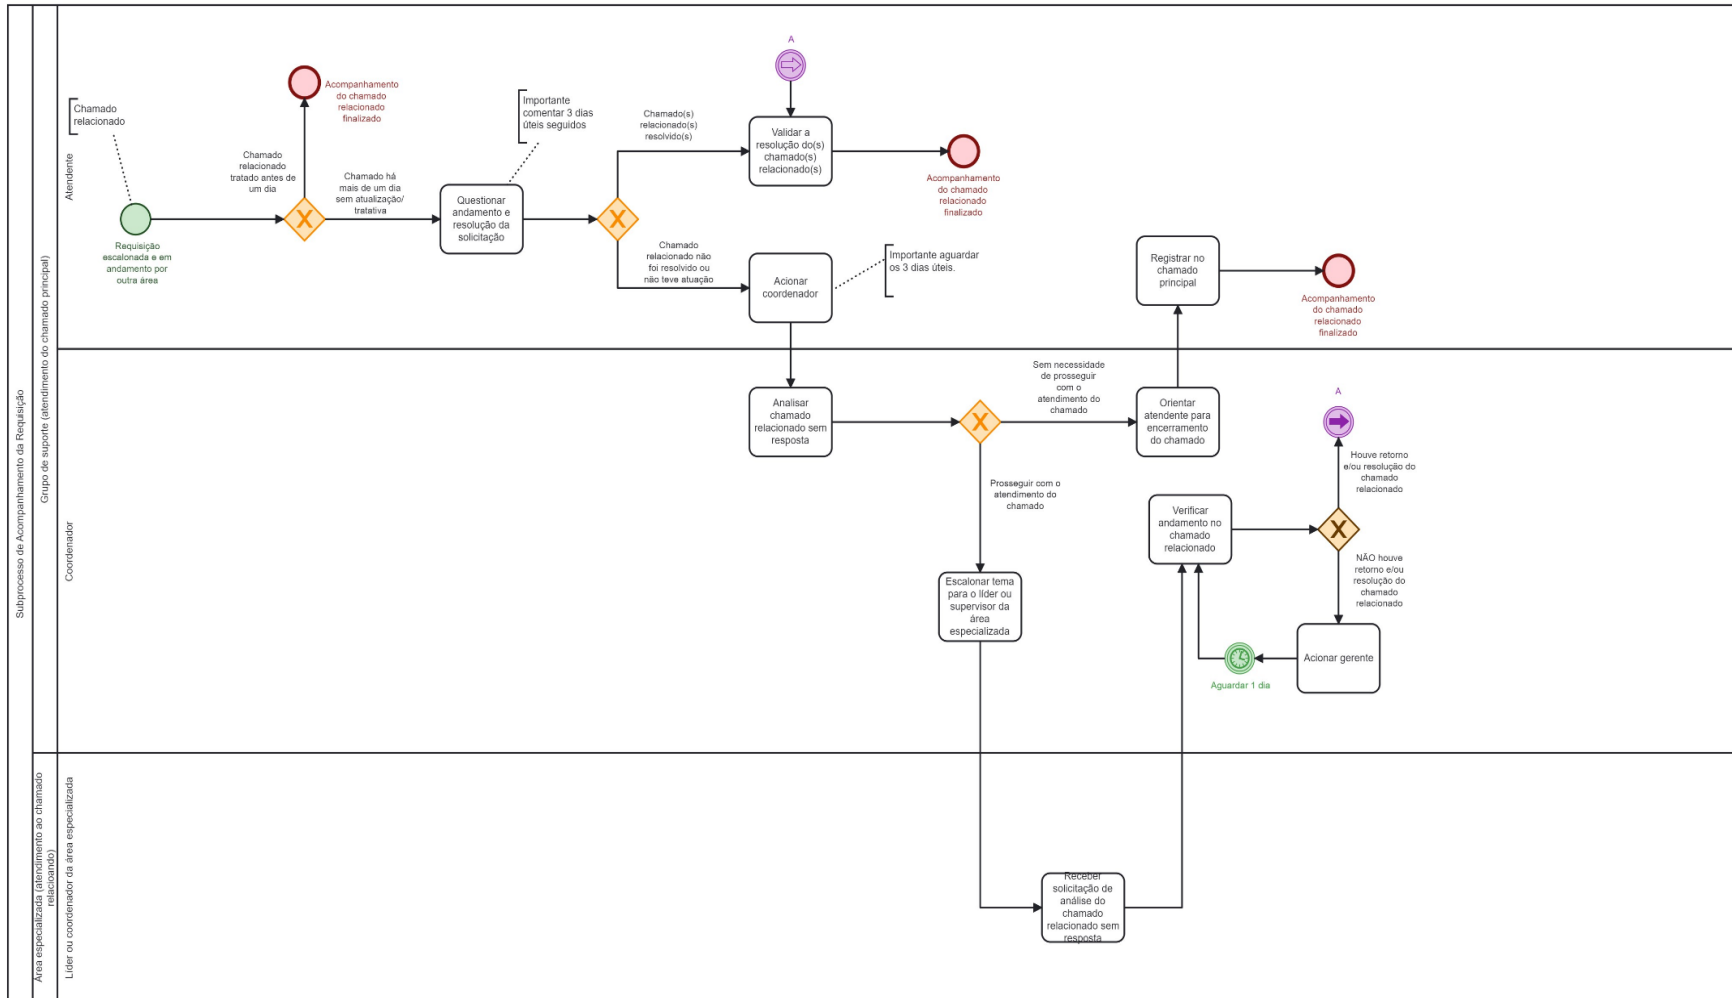 Subprocesso de Acompanhamento da Requisição
Grupo de suporte (atendimento do chamado principal)
Atendente
Chamado
relacionado
Requisição
escalonada e em
andamento por
outra área
Chamado
relacionado
tratado antes de
um dia
Acompanhamento
do chamado
relacionado
finalizado
Chamado há
mais de um dia
sem atualização/
tratativa
Questionar
andamento e
resolução da
solicitação
Importante
comentar 3 dias
úteis seguidos
Chamado(s)
relacionado(s)
resolvido(s)
A
Validar a
resolução do(s)
chamado(s)
relacionado(s)
Acompanhamento
do chamado
relacionado
finalizado
Chamado
relacionado não
foi resolvido ou
não teve atuação
Acionar
coordenador
Importante aguardar
os 3 dias úteis.
Registrar no
chamado
principal
Acompanhamento
do chamado
relacionado
finalizado
Coordenador
Analisar
chamado
relacionado sem
resposta
Sem necessidade
de prosseguir
com o
atendimento do
chamado
Orientar
atendente para
encerramento
do chamado
Prosseguir com o
atendimento do
chamado
Escalonar tema
para o líder ou
supervisor da
área
especializada
Verificar
andamento no
chamado
relacionado
A
Houve retorno
e/ou resolução do
chamado
relacionado
NÃO houve
retorno e/ou
resolução do
chamado
relacionado
Acionar gerente
Aguardar 1 dia
Área especializada (atendimento ao chamado
relacioando)
Líder ou coordenador da área especializada
Receber
solicitação de
análise do
chamado
relacionado sem
resposta